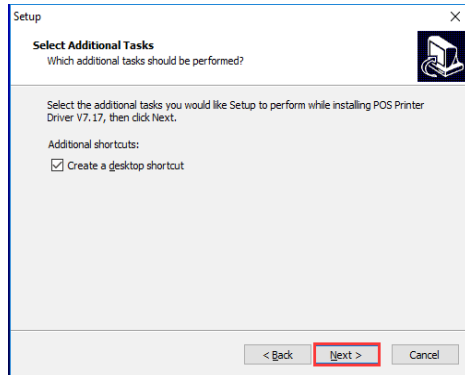 Setup
Select Additional Tasks
Which additional tasks should be performed?
Select the additional tasks you would like Setup to perform while installing POS Printer
Driver V7.17, then click Next.
Additional shortcuts:
Create a desktop shortcut
< Back Next > Cancel